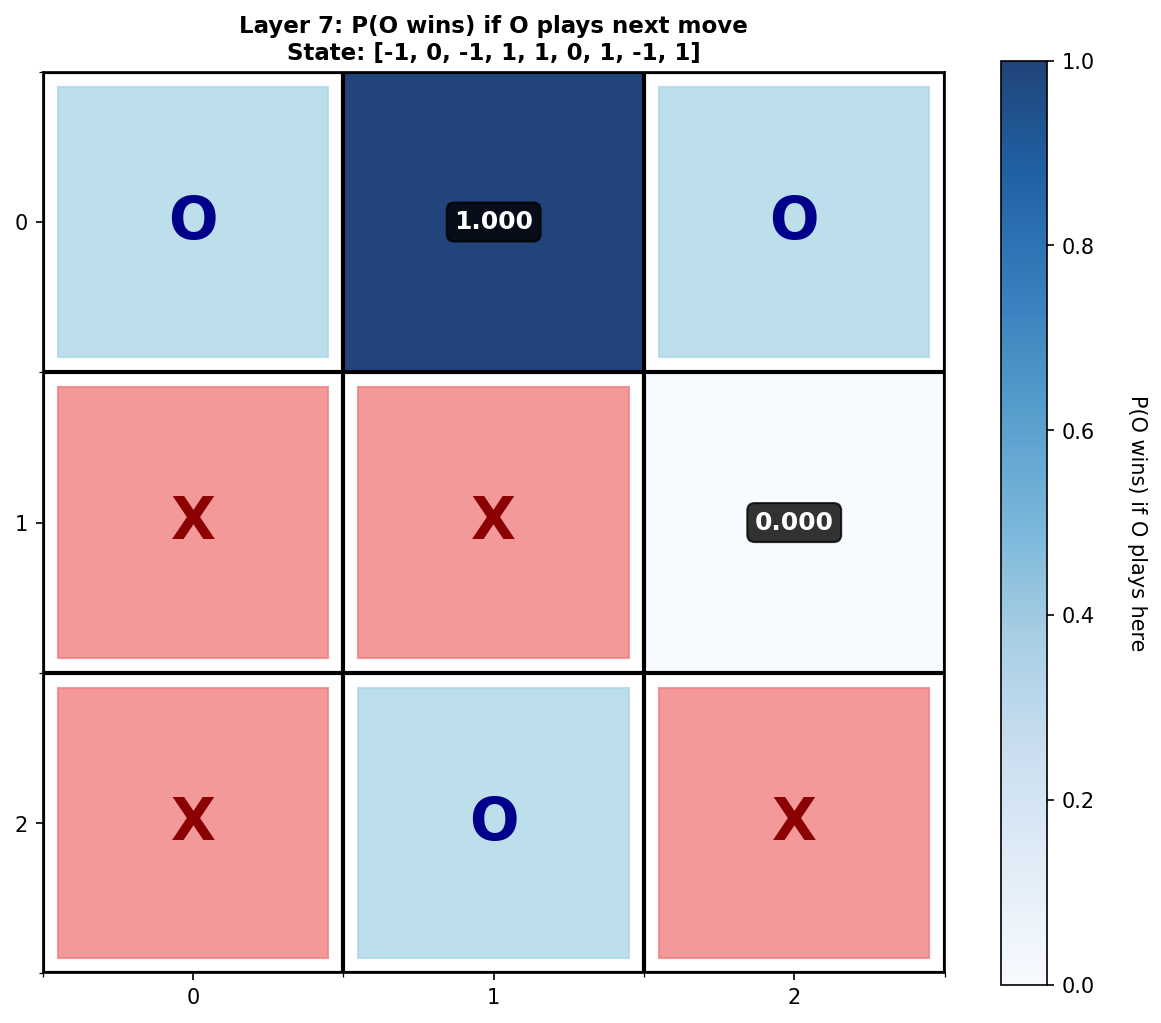 Layer 7: P(O wins) if O plays next move
State: [-1, 0, -1, 1, 1, 0, 1, -1, 1]
O 1.000 O
X X 0.000
X O X
0
1
2
0 1 2
1.0
0.8
0.6
0.4
0.2
0.0
P(O wins) if O plays here